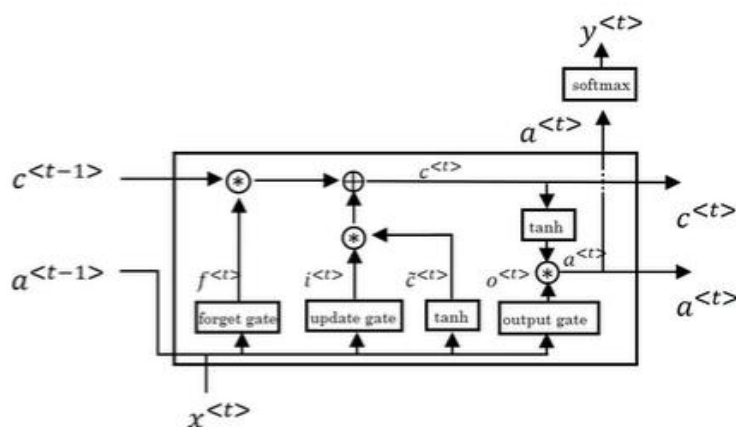 y<t>
softmax
a<t>
c<t-1>
c<t>
c<t>
tanh
a<t-1>
f<t>
i<t>
c̃<t>
o<t>
a<t>
a<t>
forget gate
update gate
tanh
output gate
x<t>